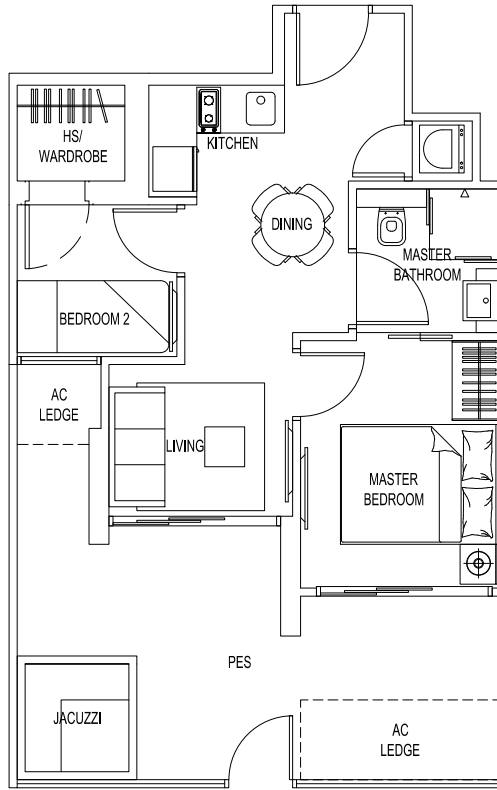 HS/
WARDROBE
KITCHEN
DINING
MASTER
BATHROOM
BEDROOM 2
AC
LEDGE
LIVING
MASTER
BEDROOM
PES
JACUZZI
AC
LEDGE